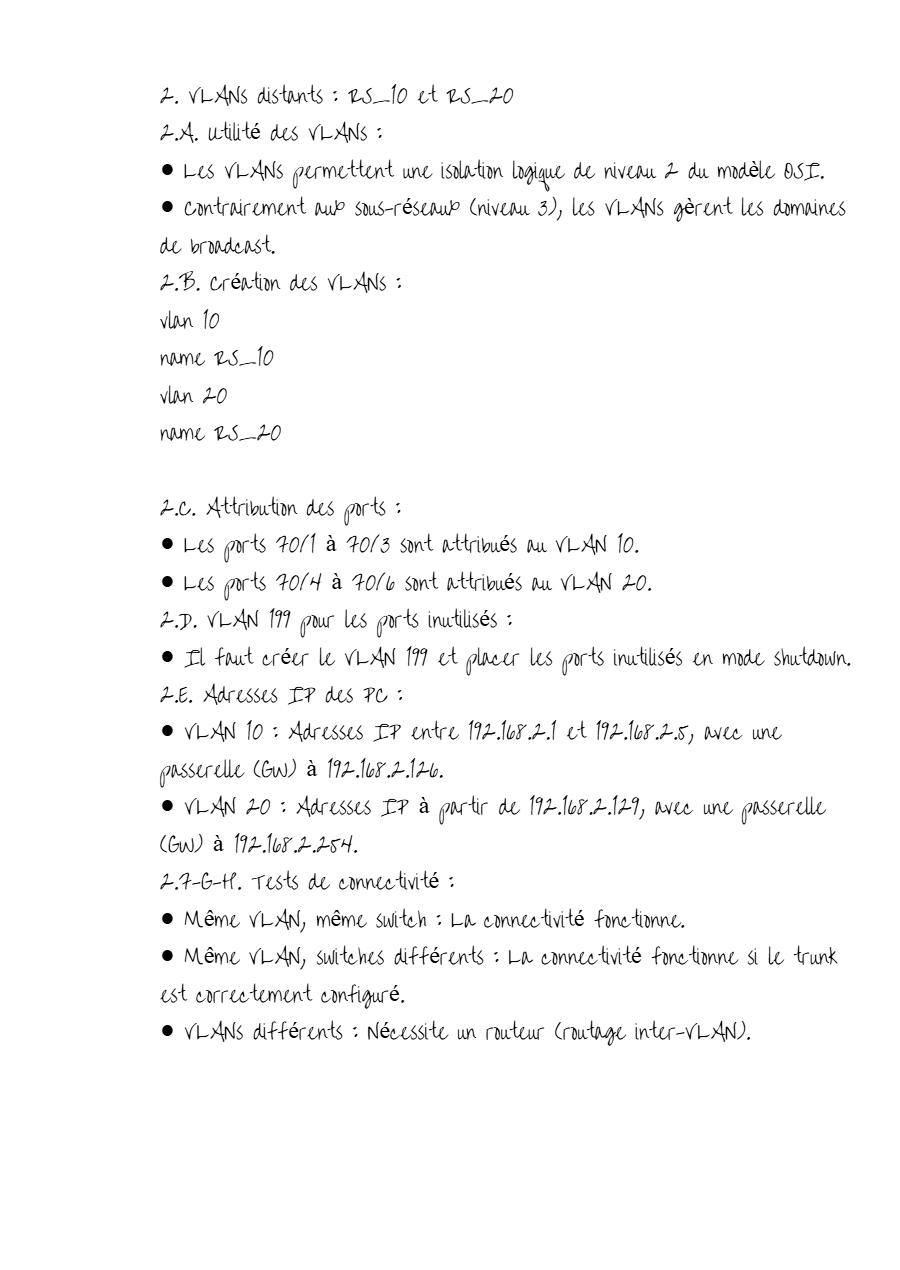 2. VLANs distants : RS_10 et RS_20
2.A. Utilité des VLANs :
● Les VLANs permettent une isolation logique de niveau 2 du modèle OSI.
● Contrairement aux sous-réseaux (niveau 3), les VLANs gèrent les domaines
de broadcast.
2.B. Création des VLANs :
vlan 10
name RS_10
vlan 20
name RS_20
2.C. Attribution des ports :
● Les ports F0/1 à F0/3 sont attribués au VLAN 10.
● Les ports F0/4 à F0/6 sont attribués au VLAN 20.
2.D. VLAN 199 pour les ports inutilisés :
● Il faut créer le VLAN 199 et placer les ports inutilisés en mode shutdown.
2.E. Adresses IP des PC :
● VLAN 10 : Adresses IP entre 192.168.2.1 et 192.168.2.5, avec une
passerelle (GW) à 192.168.2.126.
● VLAN 20 : Adresses IP à partir de 192.168.2.129, avec une passerelle
(GW) à 192.168.2.254.
2.F-G-H. Tests de connectivité :
● Même VLAN, même switch : La connectivité fonctionne.
● Même VLAN, switches différents : La connectivité fonctionne si le trunk
est correctement configuré.
● VLANs différents : Nécessite un routeur (routage inter-VLAN).